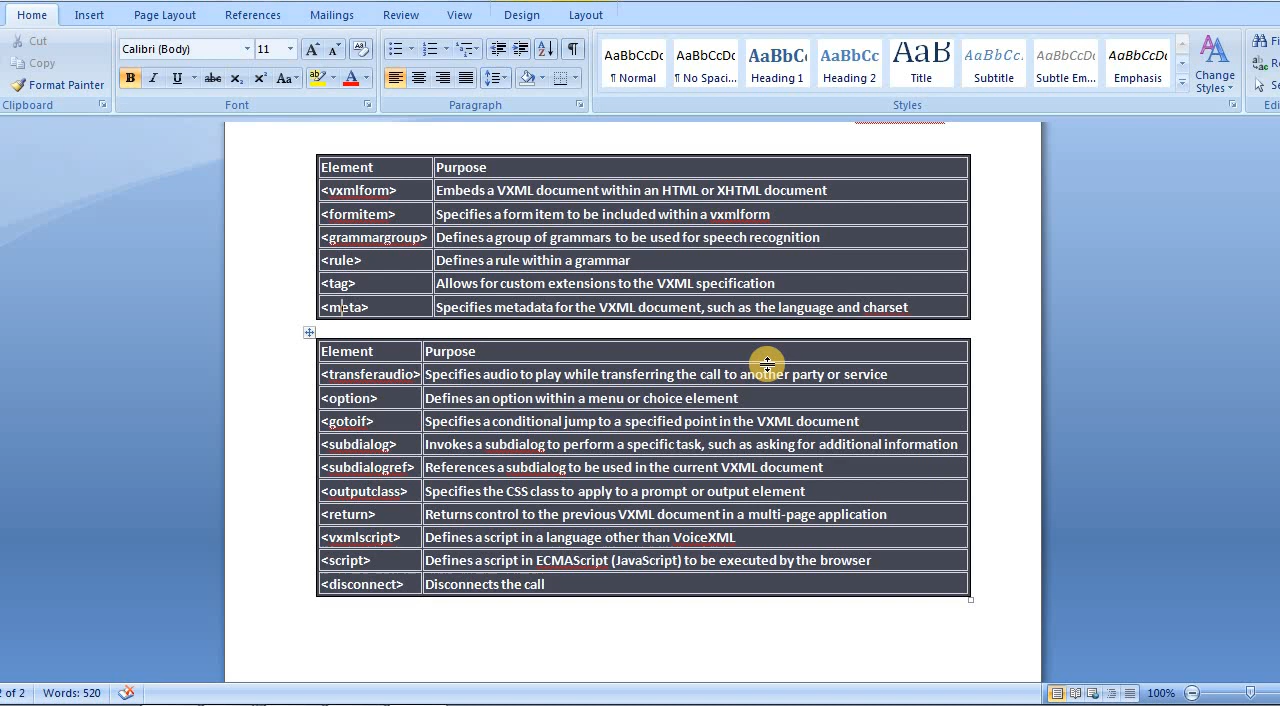 Home Insert Page Layout References Mailings Review View Design Layout
Cut
Copy
Format Painter
Clipboard
Calibri (Body) 11
Font
Paragraph
AaBbCcDc AaBbCcDc AaBbCc AaBbCc AaB AaBbCc. AaBbCcDc AaBbCcDc
¶ Normal ¶ No Spaci... Heading 1 Heading 2 Title Subtitle Subtle Em... Emphasis
Change Styles
Styles
Element Purpose
<vxmlform> Embeds a VXML document within an HTML or XHTML document
<formitem> Specifies a form item to be included within a vxmlform
<grammargroup> Defines a group of grammars to be used for speech recognition
<rule> Defines a rule within a grammar
<tag> Allows for custom extensions to the VXML specification
<meta> Specifies metadata for the VXML document, such as the language and charset
Element Purpose
<transferaudio> Specifies audio to play while transferring the call to another party or service
<option> Defines an option within a menu or choice element
<gotoif> Specifies a conditional jump to a specified point in the VXML document
<subdialog> Invokes a subdialog to perform a specific task, such as asking for additional information
<subdialogref> References a subdialog to be used in the current VXML document
<outputclass> Specifies the CSS class to apply to a prompt or output element
<return> Returns control to the previous VXML document in a multi-page application
<vxmlscript> Defines a script in a language other than VoiceXML
<script> Defines a script in ECMAScript (JavaScript) to be executed by the browser
<disconnect> Disconnects the call
2 of 2 Words: 520 100%